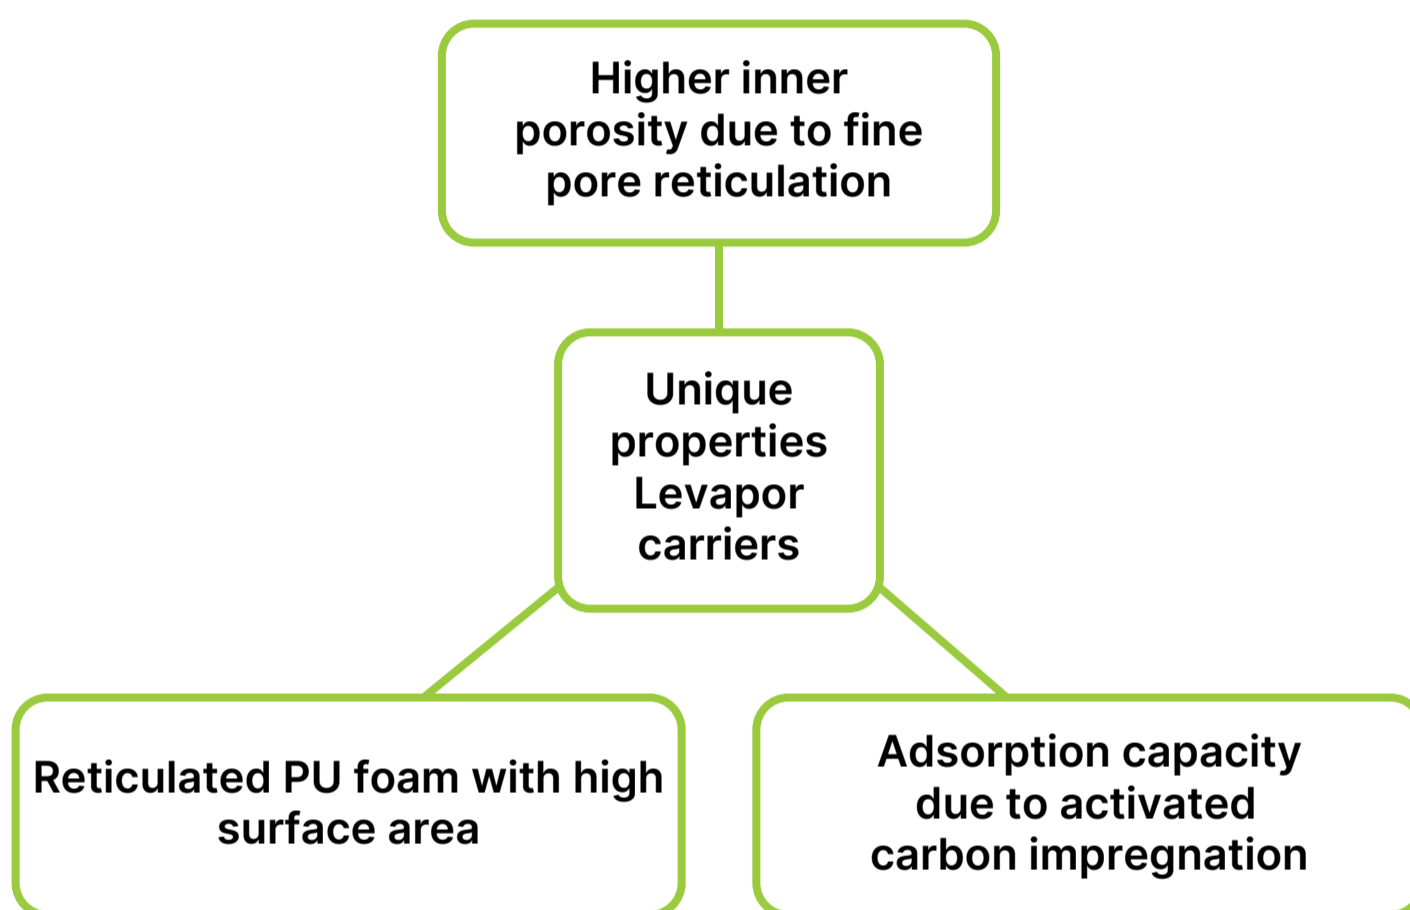 Higher inner
porosity due to fine
pore reticulation
Unique
properties
Levapor
carriers
Reticulated PU foam with high
surface area
Adsorption capacity
due to activated
carbon impregnation